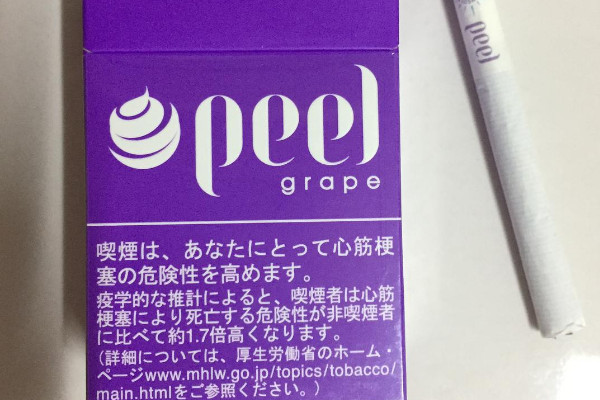 peel
grape
喫煙は、あなたにとって心筋梗
塞の危険性を高めます。
疫学的な推計によると、喫煙者は心筋
梗塞により死亡する危険性が非喫煙者
に比べて約1.7倍高くなります。
(詳細については、厚生労働省のホーム・
ページwww.mhlw.go.jp/topics/tobacco/
main.htmlをご参照ください。)
peel